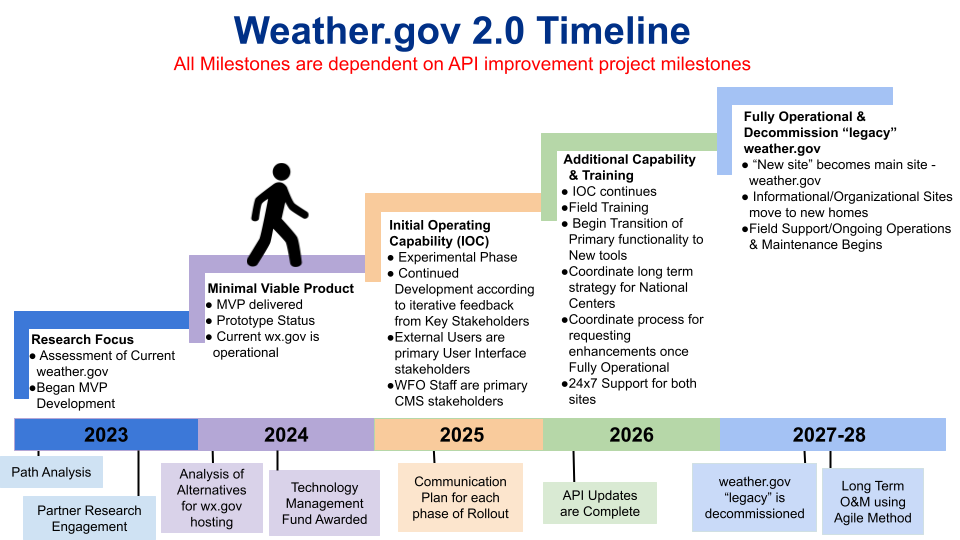 Weather.gov 2.0 Timeline
All Milestones are dependent on API improvement project milestones
Research Focus
● Assessment of Current
weather.gov
●Began MVP
Development
Minimal Viable Product
● MVP delivered
● Prototype Status
● Current wx.gov is
operational
Initial Operating
Capability (IOC)
● Experimental Phase
● Continued
Development according
to iterative feedback
from Key Stakeholders
●External Users are
primary User Interface
stakeholders
●WFO Staff are primary
CMS stakeholders
Additional Capability
& Training
● IOC continues
●Field Training
● Begin Transition of
Primary functionality to
New tools
●Coordinate long term
strategy for National
Centers
●Coordinate process for
requesting
enhancements once
Fully Operational
●24x7 Support for both
sites
Fully Operational &
Decommission “legacy”
weather.gov
● “New site” becomes main site -
weather.gov
● Informational/Organizational Sites
move to new homes
●Field Support/Ongoing Operations
& Maintenance Begins
2023
2024
2025
2026
2027-28
Path Analysis
Partner Research
Engagement
Analysis of
Alternatives
for wx.gov
hosting
Technology
Management
Fund Awarded
Communication
Plan for each
phase of Rollout
API Updates
are Complete
weather.gov
“legacy” is
decommissioned
Long Term
O&M using
Agile Method